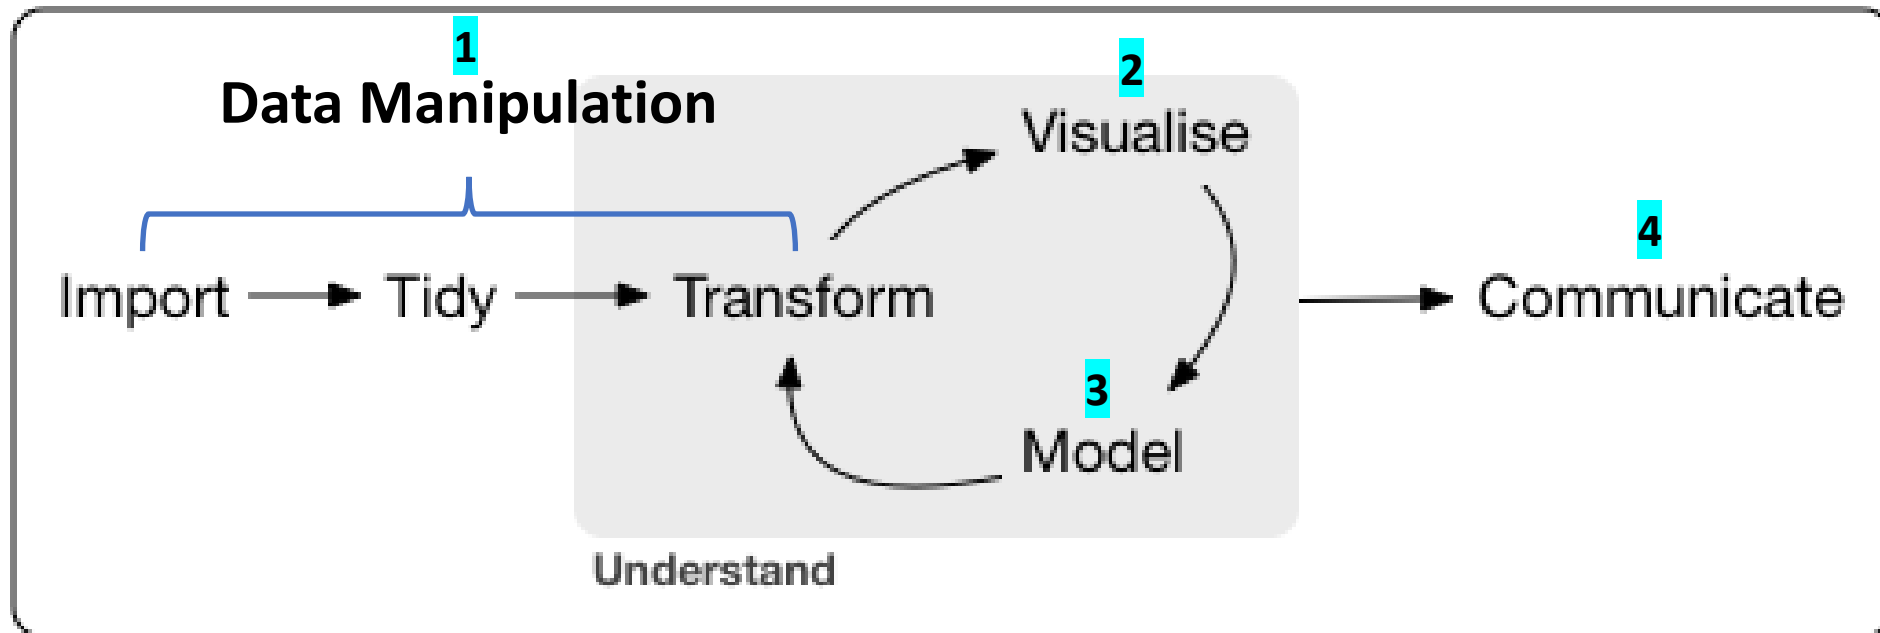 1
Data Manipulation
2
Visualise
Import
Tidy
Transform
4
Communicate
3
Model
Understand